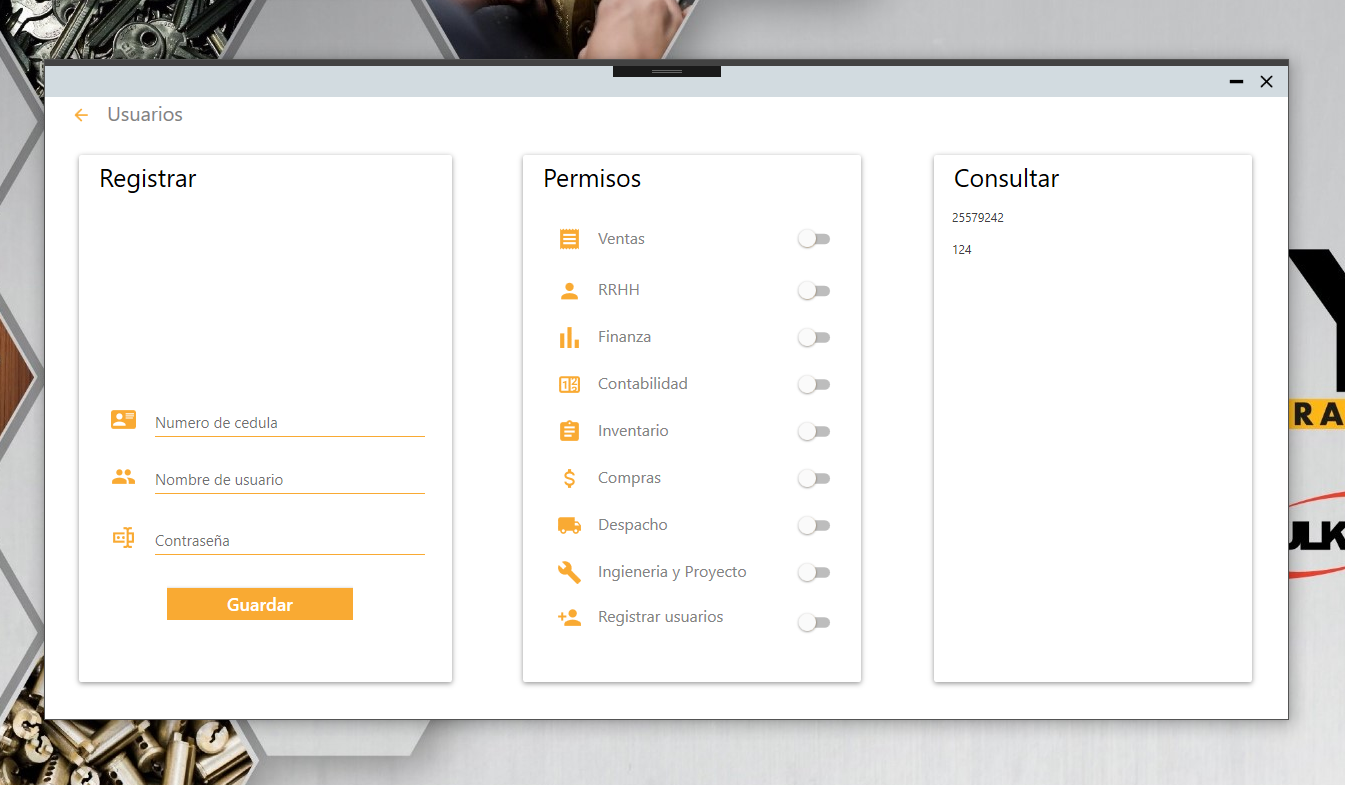 Usuarios
Registrar
Numero de cedula
Nombre de usuario
Contraseña
Guardar
Permisos
Ventas
RRHH
Finanza
Contabilidad
Inventario
Compras
Despacho
Ingieneria y Proyecto
Registrar usuarios
Consultar
25579242
124
Y
RA
ULK